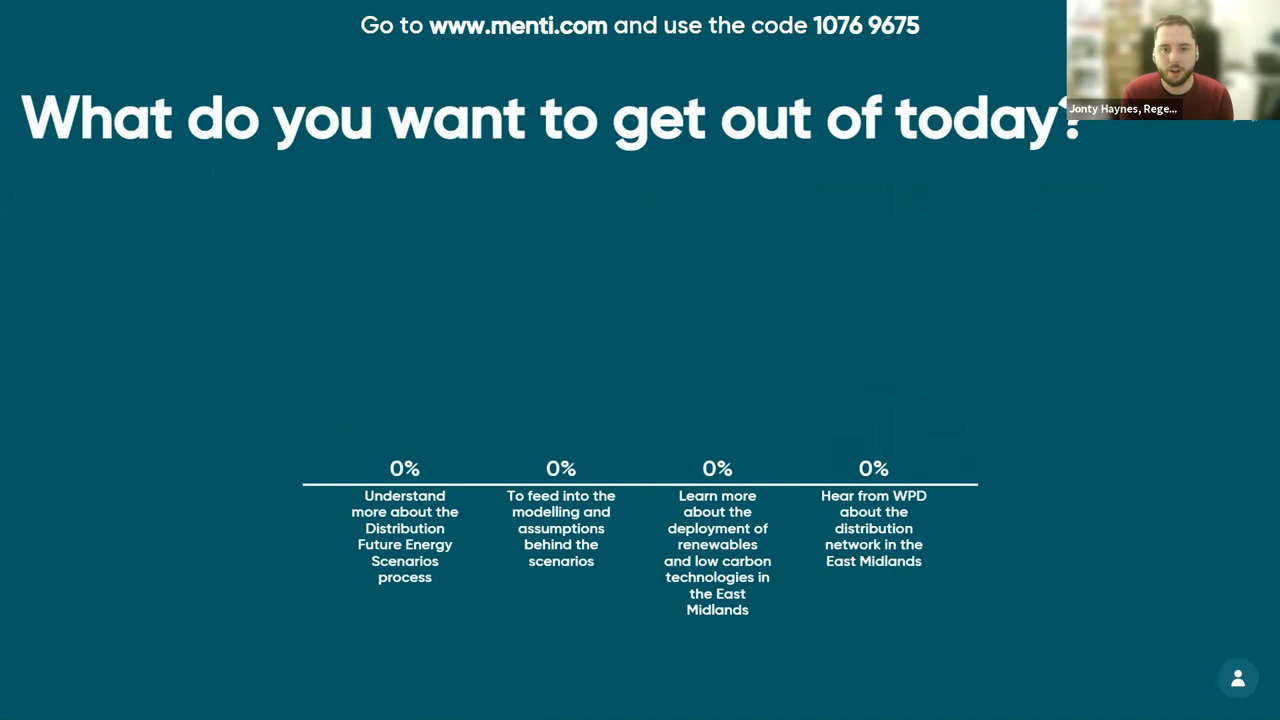 Go to www.menti.com and use the code 1076 9675
Jonty Haynes, Rege...
What do you want to get out of today?
0%
0%
0%
0%
Understand
more about the
Distribution
Future Energy
Scenarios
process
To feed into the
modelling and
assumptions
behind the
scenarios
Learn more
about the
deployment of
renewables
and low carbon
technologies in
the East
Midlands
Hear from WPD
about the
distribution
network in the
East Midlands